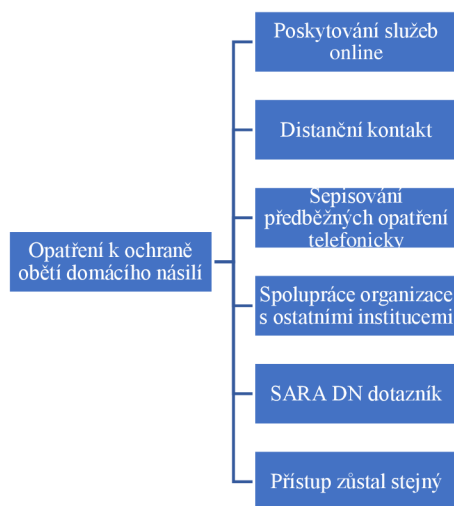 Poskytování služeb
online
Distanční kontakt
Sepisování
předběžných opatření
telefonicky
Opatření k ochraně
obětí domácího násilí
Spolupráce organizace
s ostatními institucemi
SARA DN dotazník
Přístup zůstal stejný